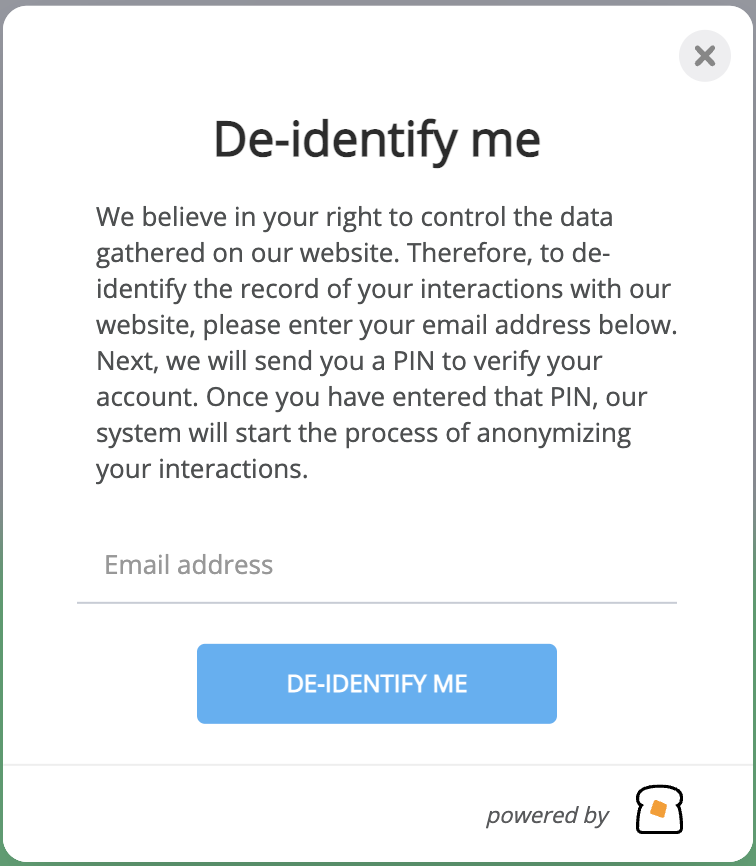 De-identify me
We believe in your right to control the data
gathered on our website. Therefore, to de-
identify the record of your interactions with our
website, please enter your email address below.
Next, we will send you a PIN to verify your
account. Once you have entered that PIN, our
system will start the process of anonymizing
your interactions.
Email address
DE-IDENTIFY ME
powered by